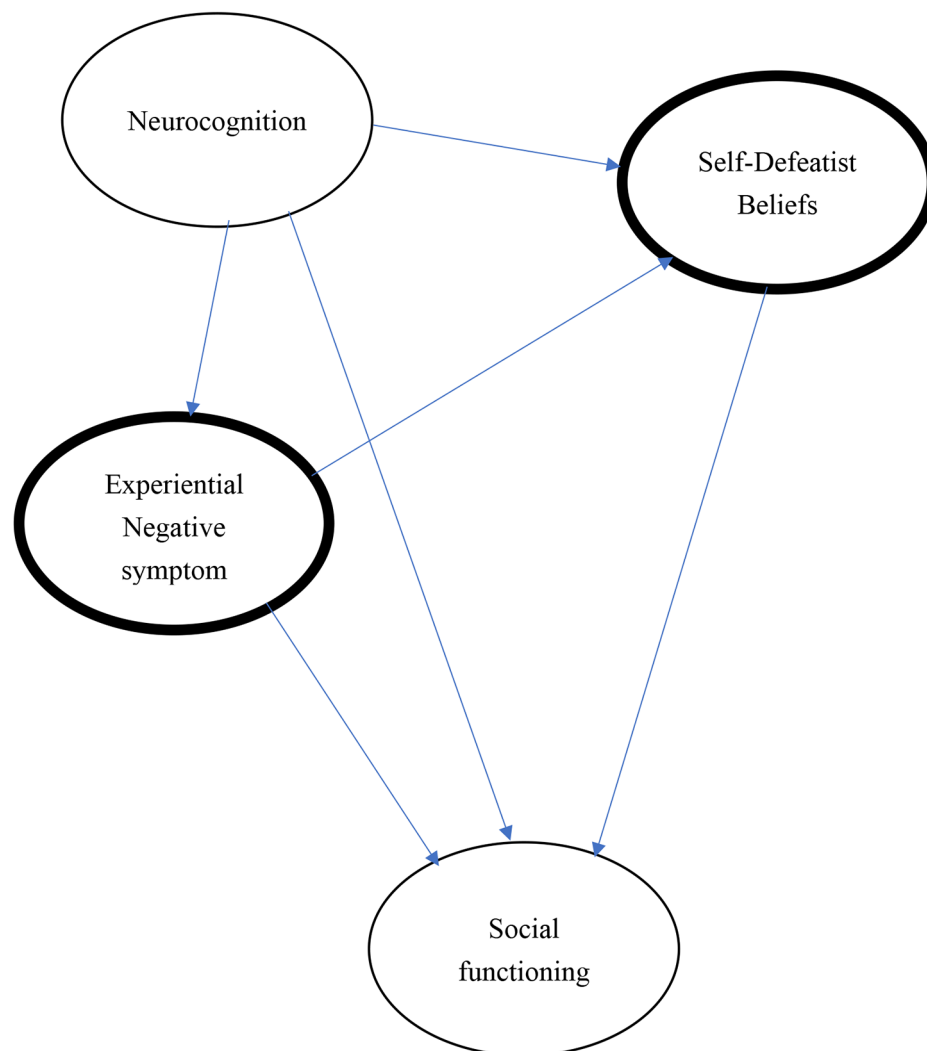 Neurocognition
Self-Defeatist
Beliefs
Experiential
Negative
symptom
Social
functioning